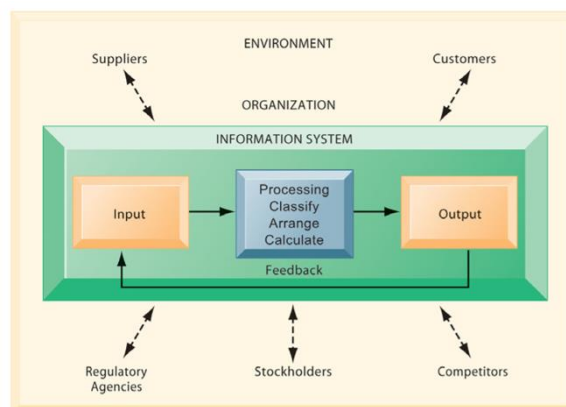 ENVIRONMENT
Suppliers
Customers
ORGANIZATION
INFORMATION SYSTEM
Input
Processing
Classify
Arrange
Calculate
Output
Feedback
Regulatory
Agencies
Stockholders
Competitors